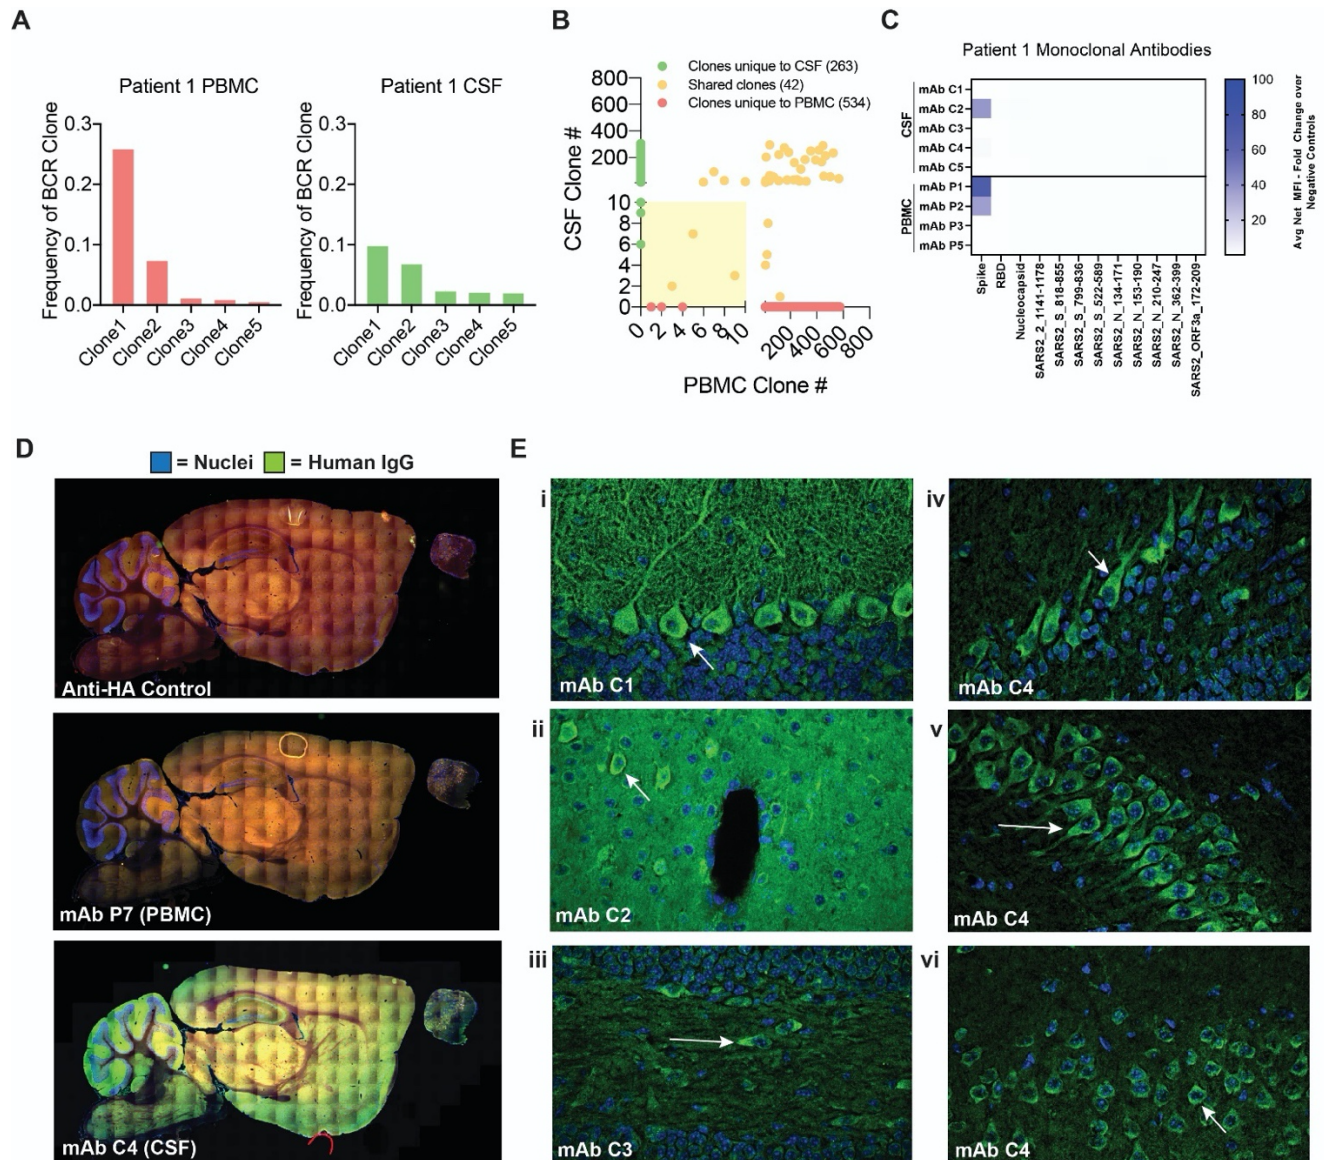 A
Patient 1 PBMC
Frequency of BCR Clone
0.3
0.2
0.1
0.0
Clone1
Clone2
Clone3
Clone4
Clone5
Patient 1 CSF
Frequency of BCR Clone
0.3
0.2
0.1
0.0
Clone1
Clone2
Clone3
Clone4
Clone5
B
Clones unique to CSF (263)
Shared clones (42)
Clones unique to PBMC (534)
CSF Clone #
800
600
400
200
10
8
6
4
2
0
0
2
4
6
8
10
200
400
600
800
PBMC Clone #
C
Patient 1 Monoclonal Antibodies
CSF
mAb C1
mAb C2
mAb C3
mAb C4
mAb C5
PBMC
mAb P1
mAb P2
mAb P3
mAb P5
Spike
RBD
Nucleocapsid
SARS2_2_1141-1178
SARS2_S_818-855
SARS2_S_799-836
SARS2_S_522-589
SARS2_N_134-171
SARS2_N_153-190
SARS2_N_210-247
SARS2_N_362-399
SARS2_ORF3a_172-209
100
80
60
40
20
Avg Net MFI - Fold Change over
Negative Controls
D
= Nuclei
= Human IgG
Anti-HA Control
mAb P7 (PBMC)
mAb C4 (CSF)
E
i
mAb C1
ii
mAb C2
iii
mAb C3
iv
mAb C4
v
mAb C4
vi
mAb C4